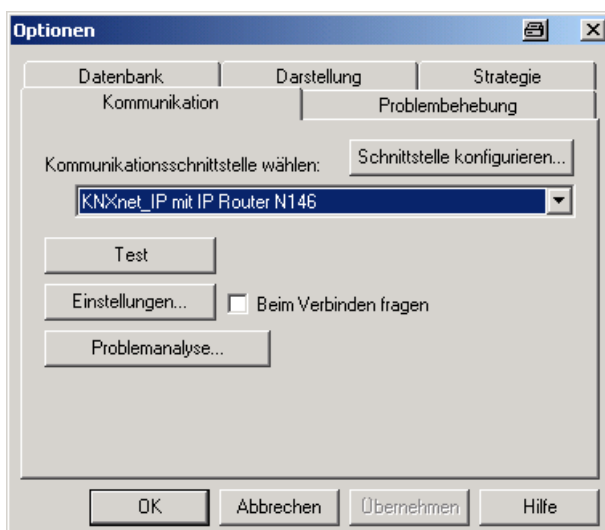 Optionen
Datenbank
Darstellung
Strategie
Kommunikation
Problembehebung
Kommunikationsschnittstelle wählen:
Schnittstelle konfigurieren...
KNXnet_IP mit IP Router N146
Test
Einstellungen...
Beim Verbinden fragen
Problemanalyse...
OK
Abbrechen
Übernehmen
Hilfe